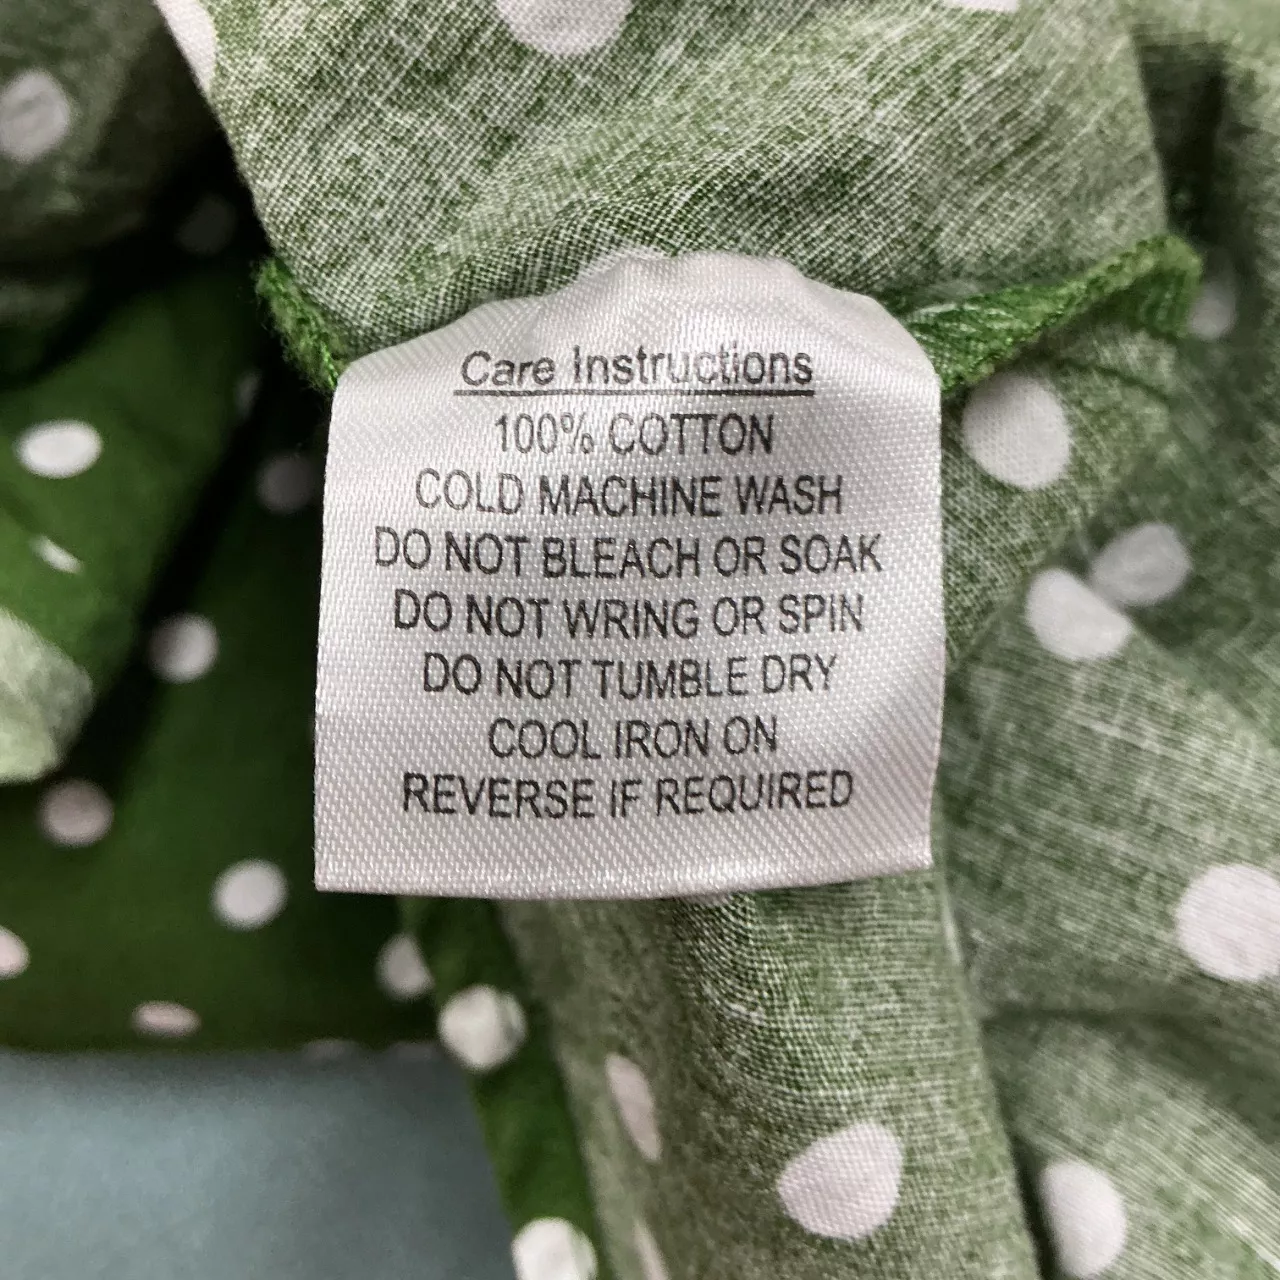 Care Instructions
100% COTTON
COLD MACHINE WASH
DO NOT BLEACH OR SOAK
DO NOT WRING OR SPIN
DO NOT TUMBLE DRY
COOL IRON ON
REVERSE IF REQUIRED